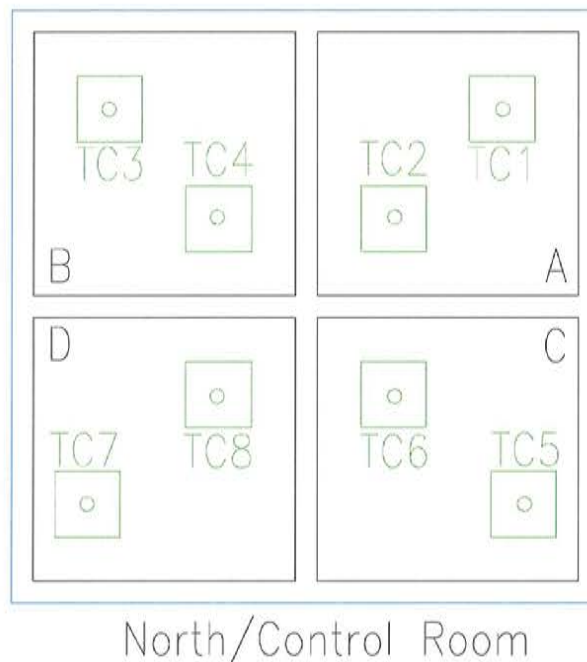 TC3 TC4 TC2 TC1
B A
D C
TC7 TC8 TC6 TC5
North/Control Room